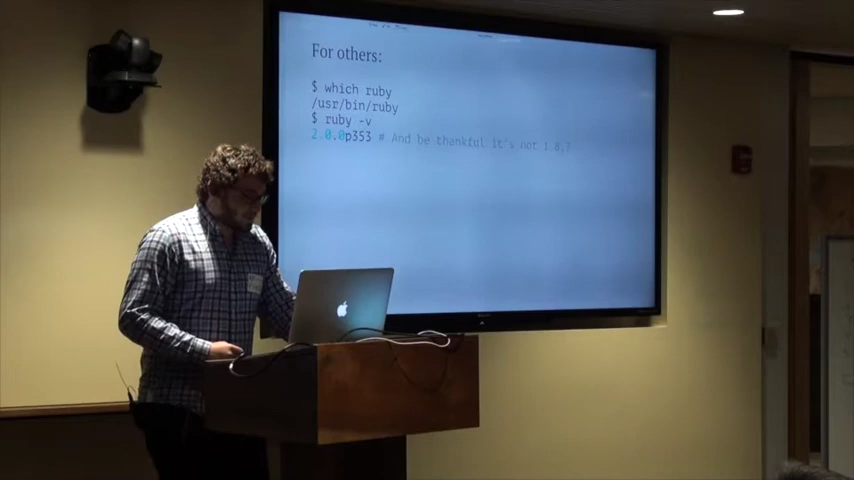 For others:
$ which ruby
/usr/bin/ruby
$ ruby -v
2.0.0p353 # And be thankful it's not 1.8.7